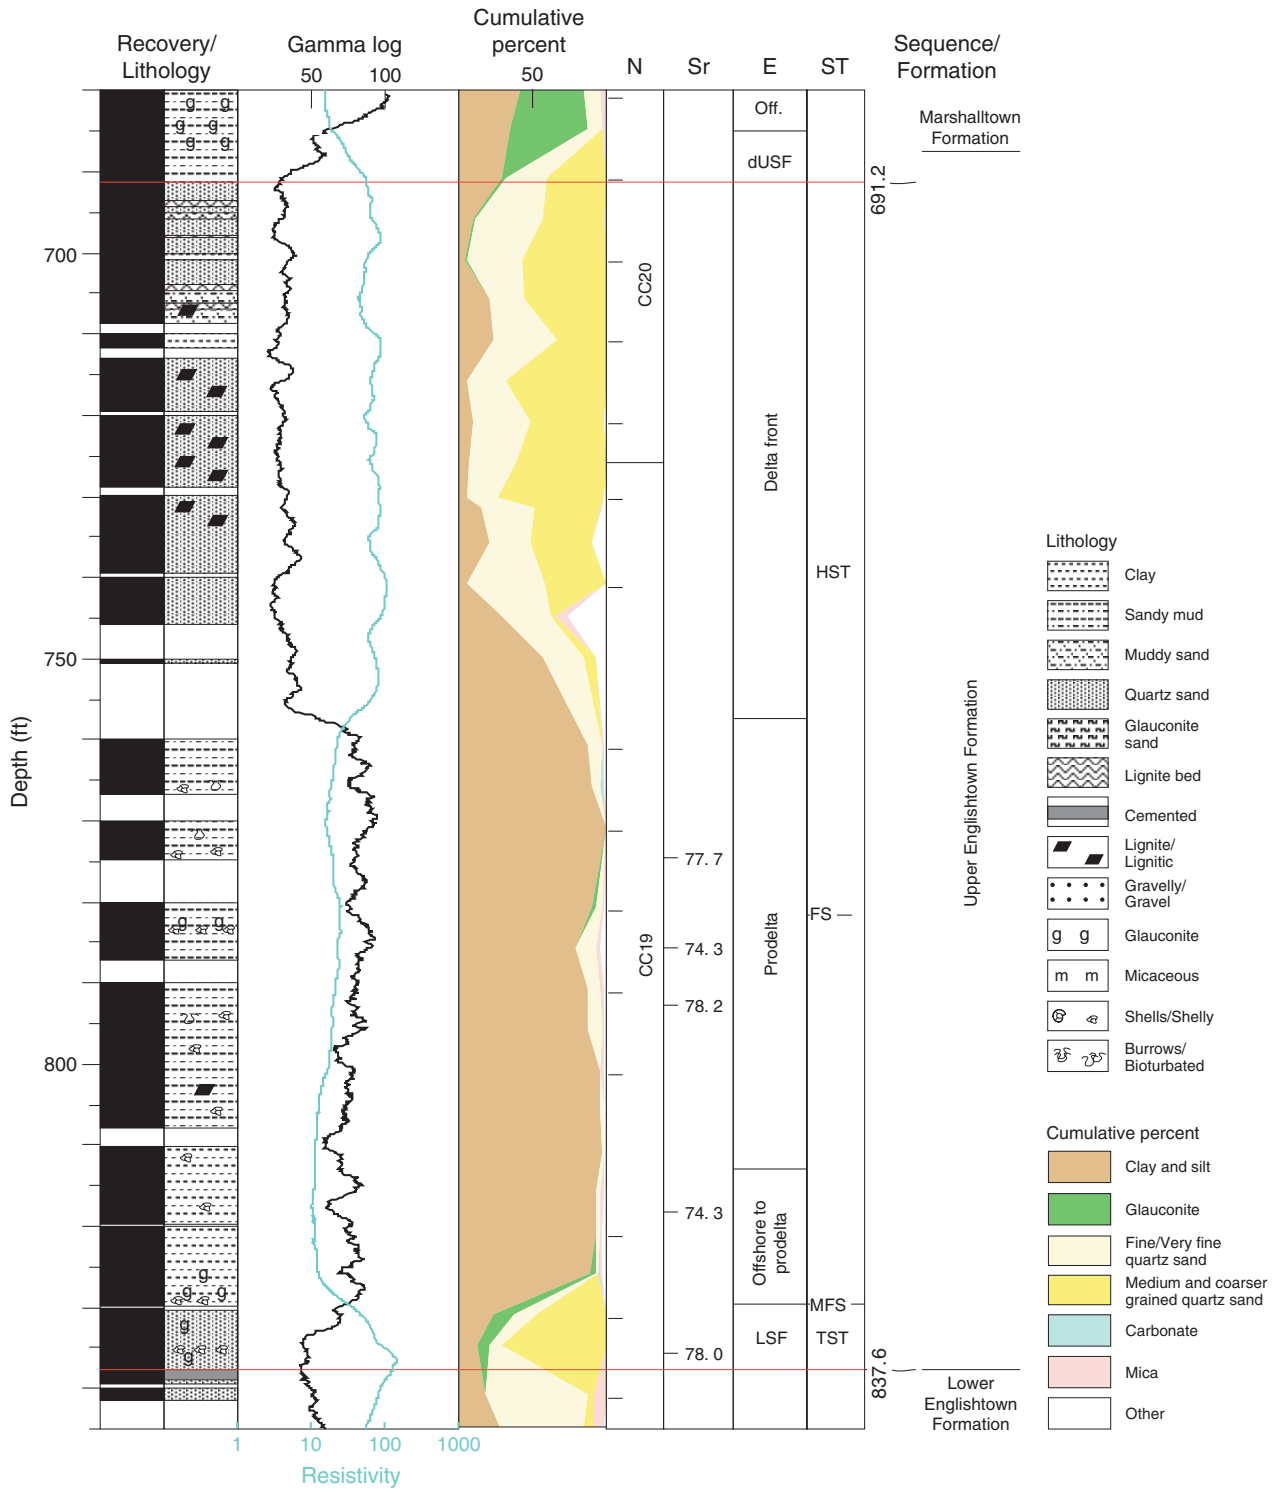 Recovery/
Lithology
Gamma log
50 100
Cumulative
percent
50
N
Sr
E
ST
Sequence/
Formation
Depth (ft)
700
750
800
g g
g g
g g
g g
g
g g
g
g
1 10 100 1000
Resistivity
CC20
CC19
77.7
74.3
78.2
74.3
78.0
Off.
dUSF
Delta front
Prodelta
Offshore to
prodelta
LSF
HST
FS
MFS
TST
691.2
837.6
Marshalltown
Formation
Upper Englishtown Formation
Lower
Englishtown
Formation
Lithology
Clay
Sandy mud
Muddy sand
Quartz sand
Glauconite
sand
Lignite bed
Cemented
Lignite/
Lignitic
Gravelly/
Gravel
g g Glauconite
m m Micaceous
Shells/Shelly
Burrows/
Bioturbated
Cumulative percent
Clay and silt
Glauconite
Fine/Very fine
quartz sand
Medium and coarser
grained quartz sand
Carbonate
Mica
Other